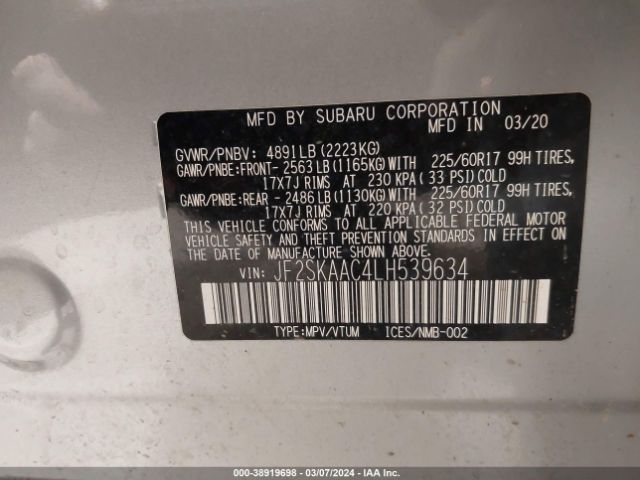 MFD BY SUBARU CORPORATION
MFD IN 03/20
GVWR/PNBV: 4891LB(2223KG)
GAWR/PNBE:FRONT- 2563LB(1165KG)WITH 225/60R17 99H TIRES,
17X7J RIMS AT 230 KPA( 33 PSI)COLD
GAWR/PNBE:REAR - 2486LB(1130KG)WITH 225/60R17 99H TIRES,
17X7J RIMS AT 220 KPA( 32 PSI)COLD
THIS VEHICLE CONFORMS TO ALL APPLICABLE FEDERAL MOTOR
VEHICLE SAFETY AND THEFT PREVENTION STANDARDS IN EFFECT ON
THE DATE OF MANUFACTURE SHOWN ABOVE.
VIN: JF2SKAAC4LH539634
TYPE:MPV/VTUM ICES/NMB-002
000-38919698 - 03/07/2024 - IAA Inc.